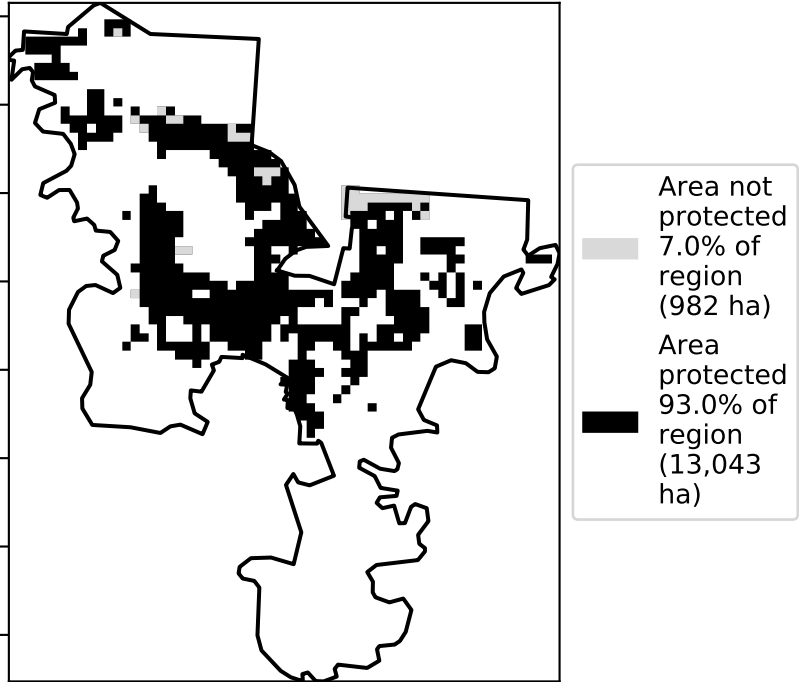 Area not
protected
7.0% of
region
(982 ha)
Area
protected
93.0% of
region
(13,043
ha)